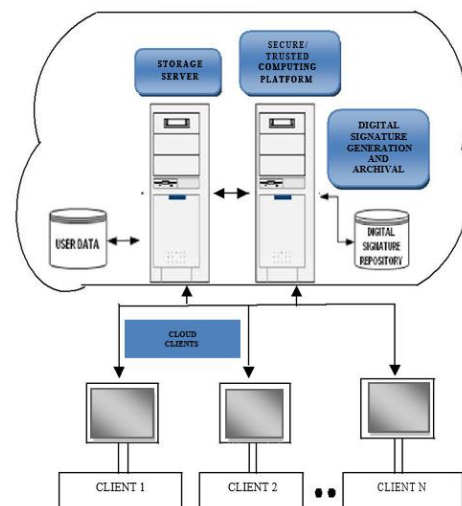 STORAGE
SERVER
SECURE/
TRUSTED
COMPUTING
PLATFORM
DIGITAL
SIGNATURE
GENERATION
AND
ARCHIVAL
USER DATA
DIGITAL
SIGNATURE
REPOSITORY
CLOUD
CLIENTS
CLIENT 1
CLIENT 2
CLIENT N